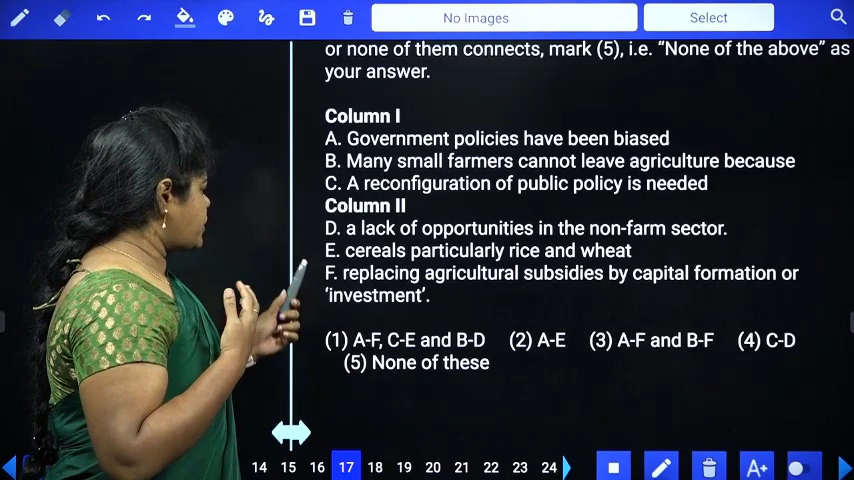 No Images
Select
or none of them connects, mark (5), i.e. “None of the above” as
your answer.
Column I
A. Government policies have been biased
B. Many small farmers cannot leave agriculture because
C. A reconfiguration of public policy is needed
Column II
D. a lack of opportunities in the non-farm sector.
E. cereals particularly rice and wheat
F. replacing agricultural subsidies by capital formation or
‘investment’.
(1) A-F, C-E and B-D (2) A-E (3) A-F and B-F (4) C-D
(5) None of these
14 15 16 17 18 19 20 21 22 23 24
A+